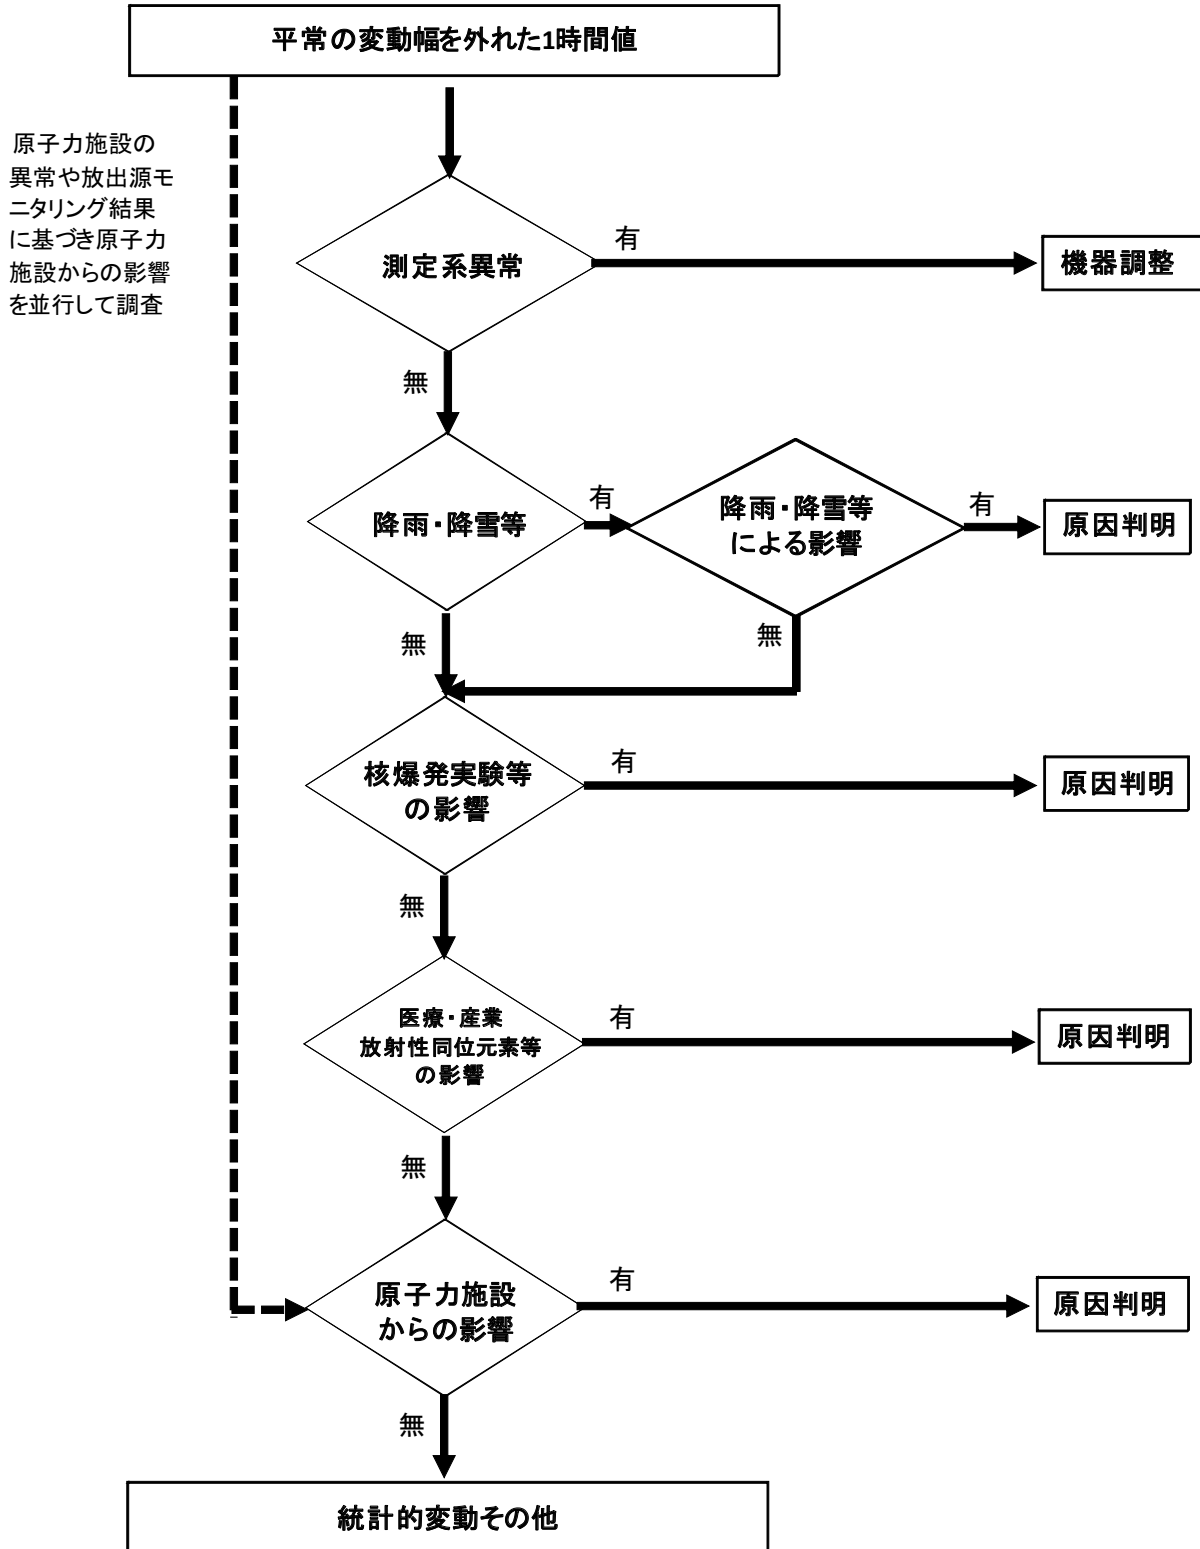 平常の変動幅を外れた1時間値
原子力施設の
異常や放出源モ
ニタリング結果
に基づき原子力
施設からの影響
を並行して調査
測定系異常
有
機器調整
無
降雨・降雪等
有
降雨・降雪等
による影響
有
原因判明
無
無
核爆発実験等
の影響
有
原因判明
無
医療・産業
放射性同位元素等
の影響
有
原因判明
無
原子力施設
からの影響
有
原因判明
無
統計的変動その他